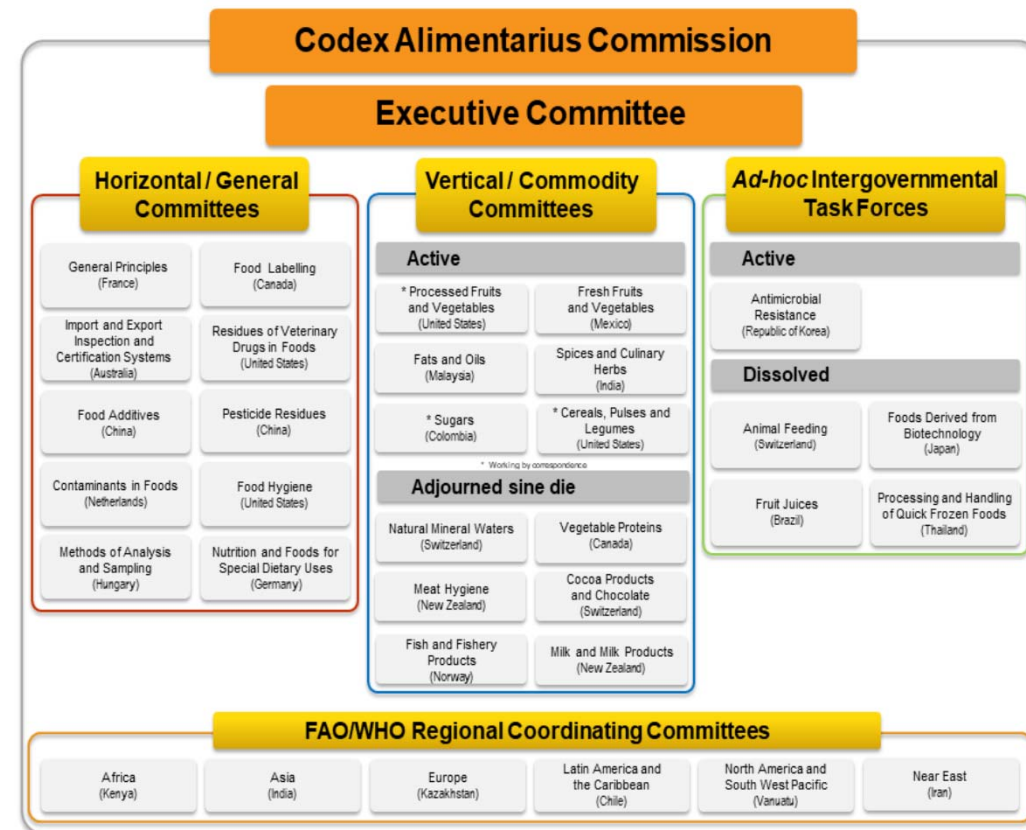 Codex Alimentarius Commission
Executive Committee
Horizontal / General
Committees
General Principles
(France)
Food Labelling
(Canada)
Import and Export
Inspection and
Certification Systems
(Australia)
Residues of Veterinary
Drugs in Foods
(United States)
Food Additives
(China)
Pesticide Residues
(China)
Contaminants in Foods
(Netherlands)
Food Hygiene
(United States)
Methods of Analysis
and Sampling
(Hungary)
Nutrition and Foods for
Special Dietary Uses
(Germany)
Vertical / Commodity
Committees
Active
* Processed Fruits
and Vegetables
(United States)
Fresh Fruits
and Vegetables
(Mexico)
Fats and Oils
(Malaysia)
Spices and Culinary
Herbs
(India)
* Sugars
(Colombia)
* Cereals, Pulses and
Legumes
(United States)
* Working by correspondence
Adjourned sine die
Natural Mineral Waters
(Switzerland)
Vegetable Proteins
(Canada)
Meat Hygiene
(New Zealand)
Cocoa Products
and Chocolate
(Switzerland)
Fish and Fishery
Products
(Norway)
Milk and Milk Products
(New Zealand)
Ad-hoc Intergovernmental
Task Forces
Active
Antimicrobial
Resistance
(Republic of Korea)
Dissolved
Animal Feeding
(Switzerland)
Foods Derived from
Biotechnology
(Japan)
Fruit Juices
(Brazil)
Processing and Handling
of Quick Frozen Foods
(Thailand)
FAO/WHO Regional Coordinating Committees
Africa
(Kenya)
Asia
(India)
Europe
(Kazakhstan)
Latin America and
the Caribbean
(Chile)
North America and
South West Pacific
(Vanuatu)
Near East
(Iran)